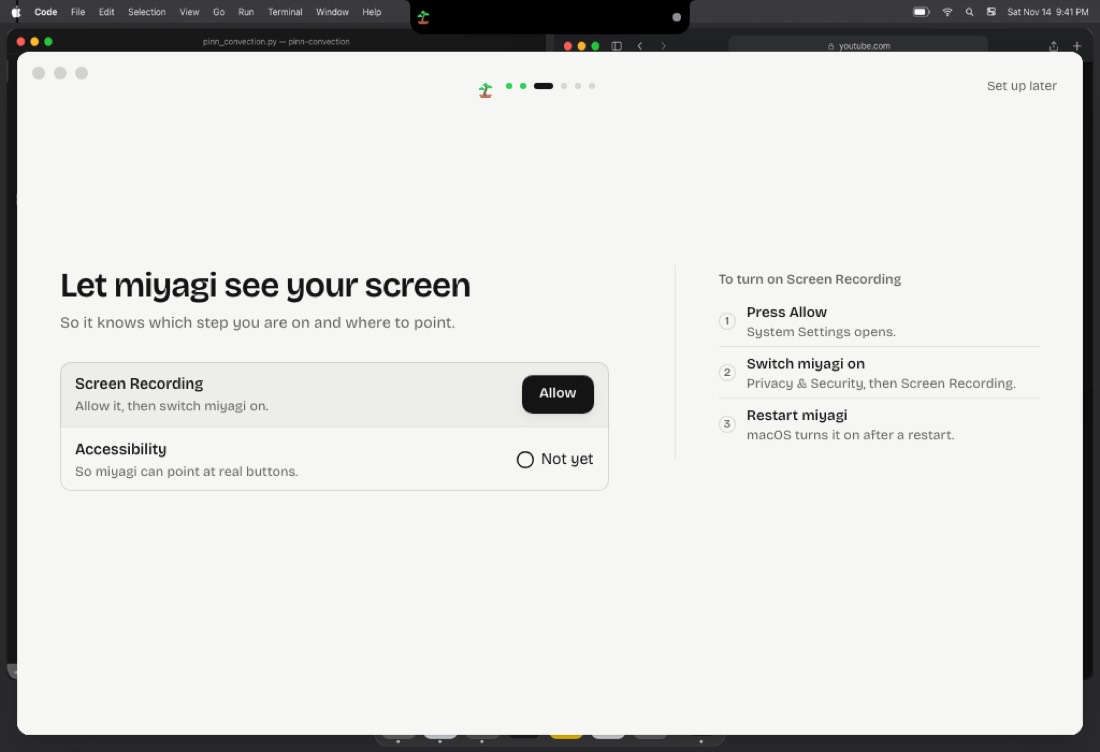 Code File Edit Selection View Go Run Terminal Window Help
Sat Nov 14 9:41 PM
pinn_convection.py — pinn-convection
youtube.com
Set up later
Let miyagi see your screen
So it knows which step you are on and where to point.
Screen Recording
Allow it, then switch miyagi on.
Allow
Accessibility
So miyagi can point at real buttons.
Not yet
To turn on Screen Recording
1 Press Allow
System Settings opens.
2 Switch miyagi on
Privacy & Security, then Screen Recording.
3 Restart miyagi
macOS turns it on after a restart.